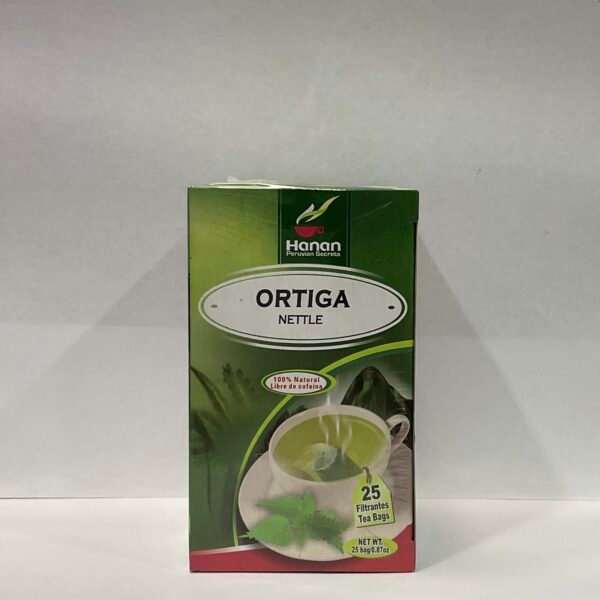 Hanan
Peruvian Secrets
ORTIGA
NETTLE
100% Natural
Libre de cafeína
25
Filtrantes
Tea Bags
NET WT.
25 bag/0.87oz